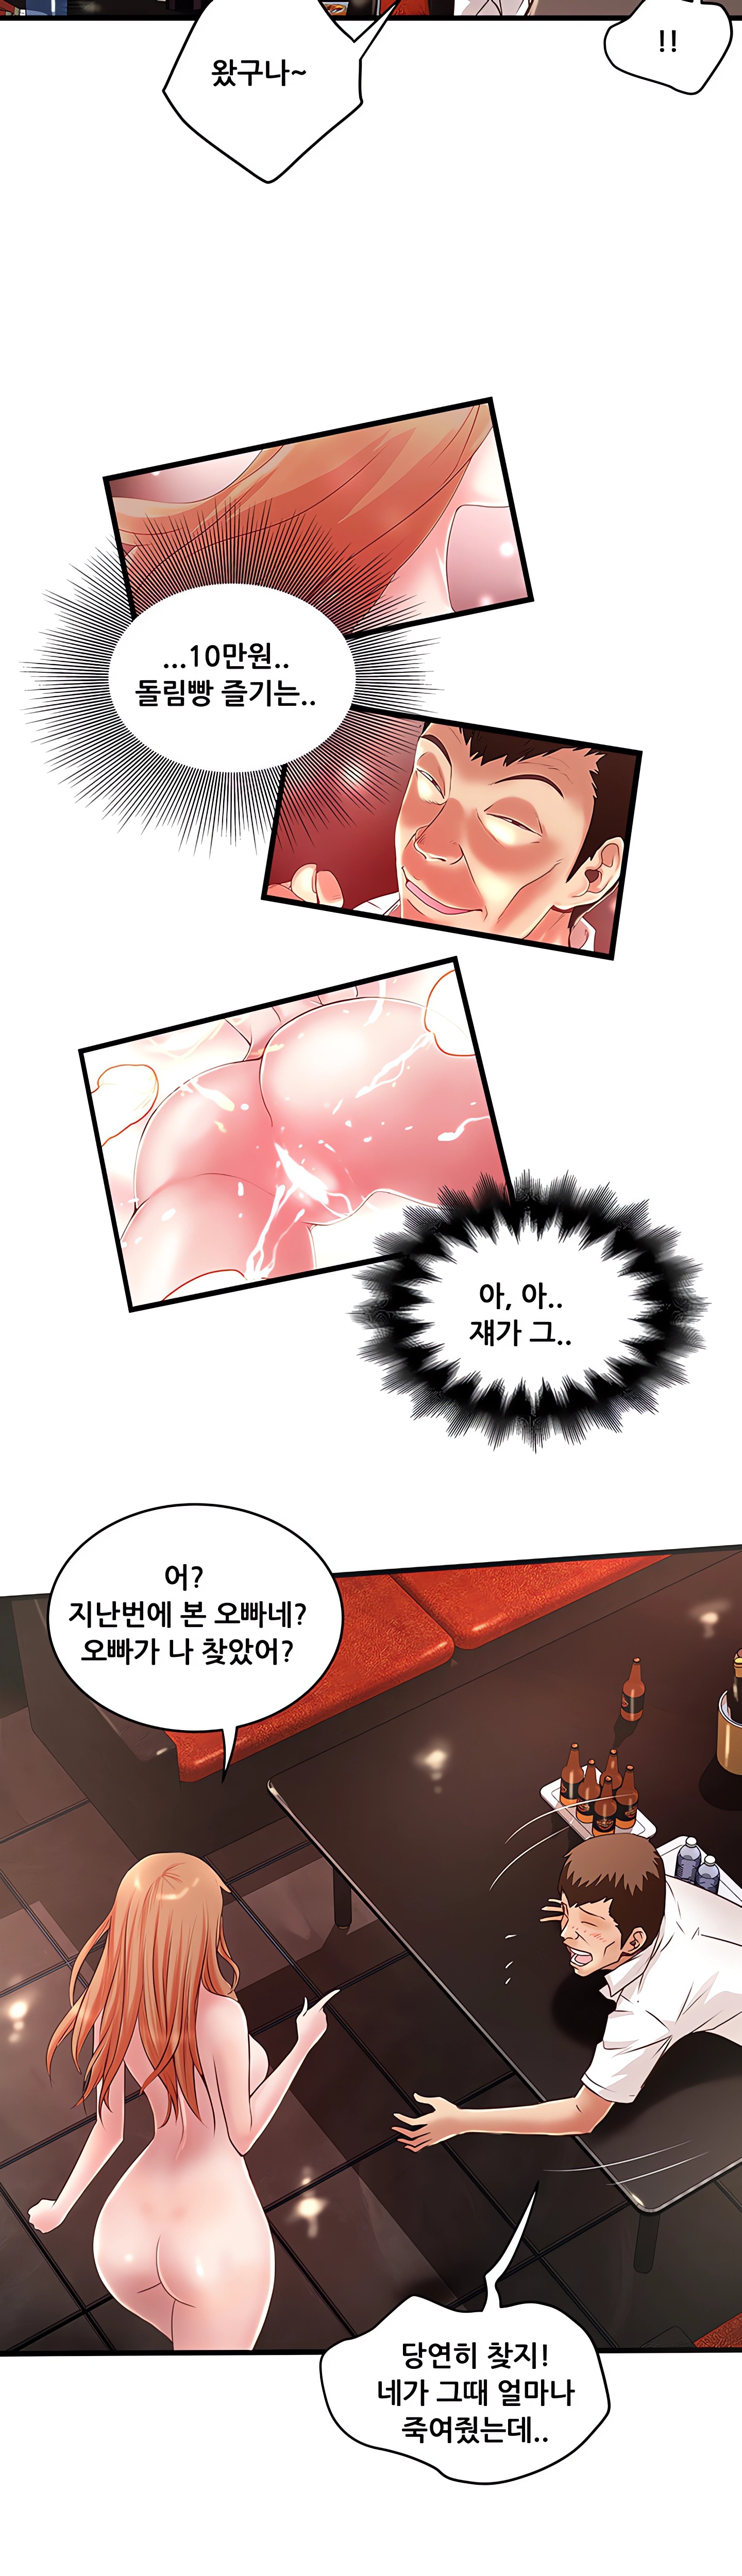 !!
왔구나~
...10만원..
돌림빵 즐기는..
아, 아..
쟤가 그..
어?
지난번에 본 오빠네?
오빠가 나 찾았어?
당연히 찾지!
네가 그때 얼마나
죽여줬는데..